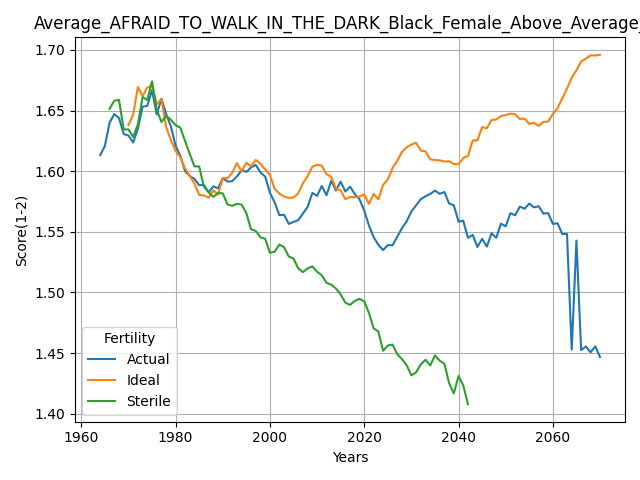 Average_AFRAID_TO_WALK_IN_THE_DARK_Black_Female_Above_Average_
1.70
1.65
1.60
1.55
1.50
1.45
1.40
Score(1-2)
Fertility
Actual
Ideal
Sterile
1960
1980
2000
2020
2040
2060
Years